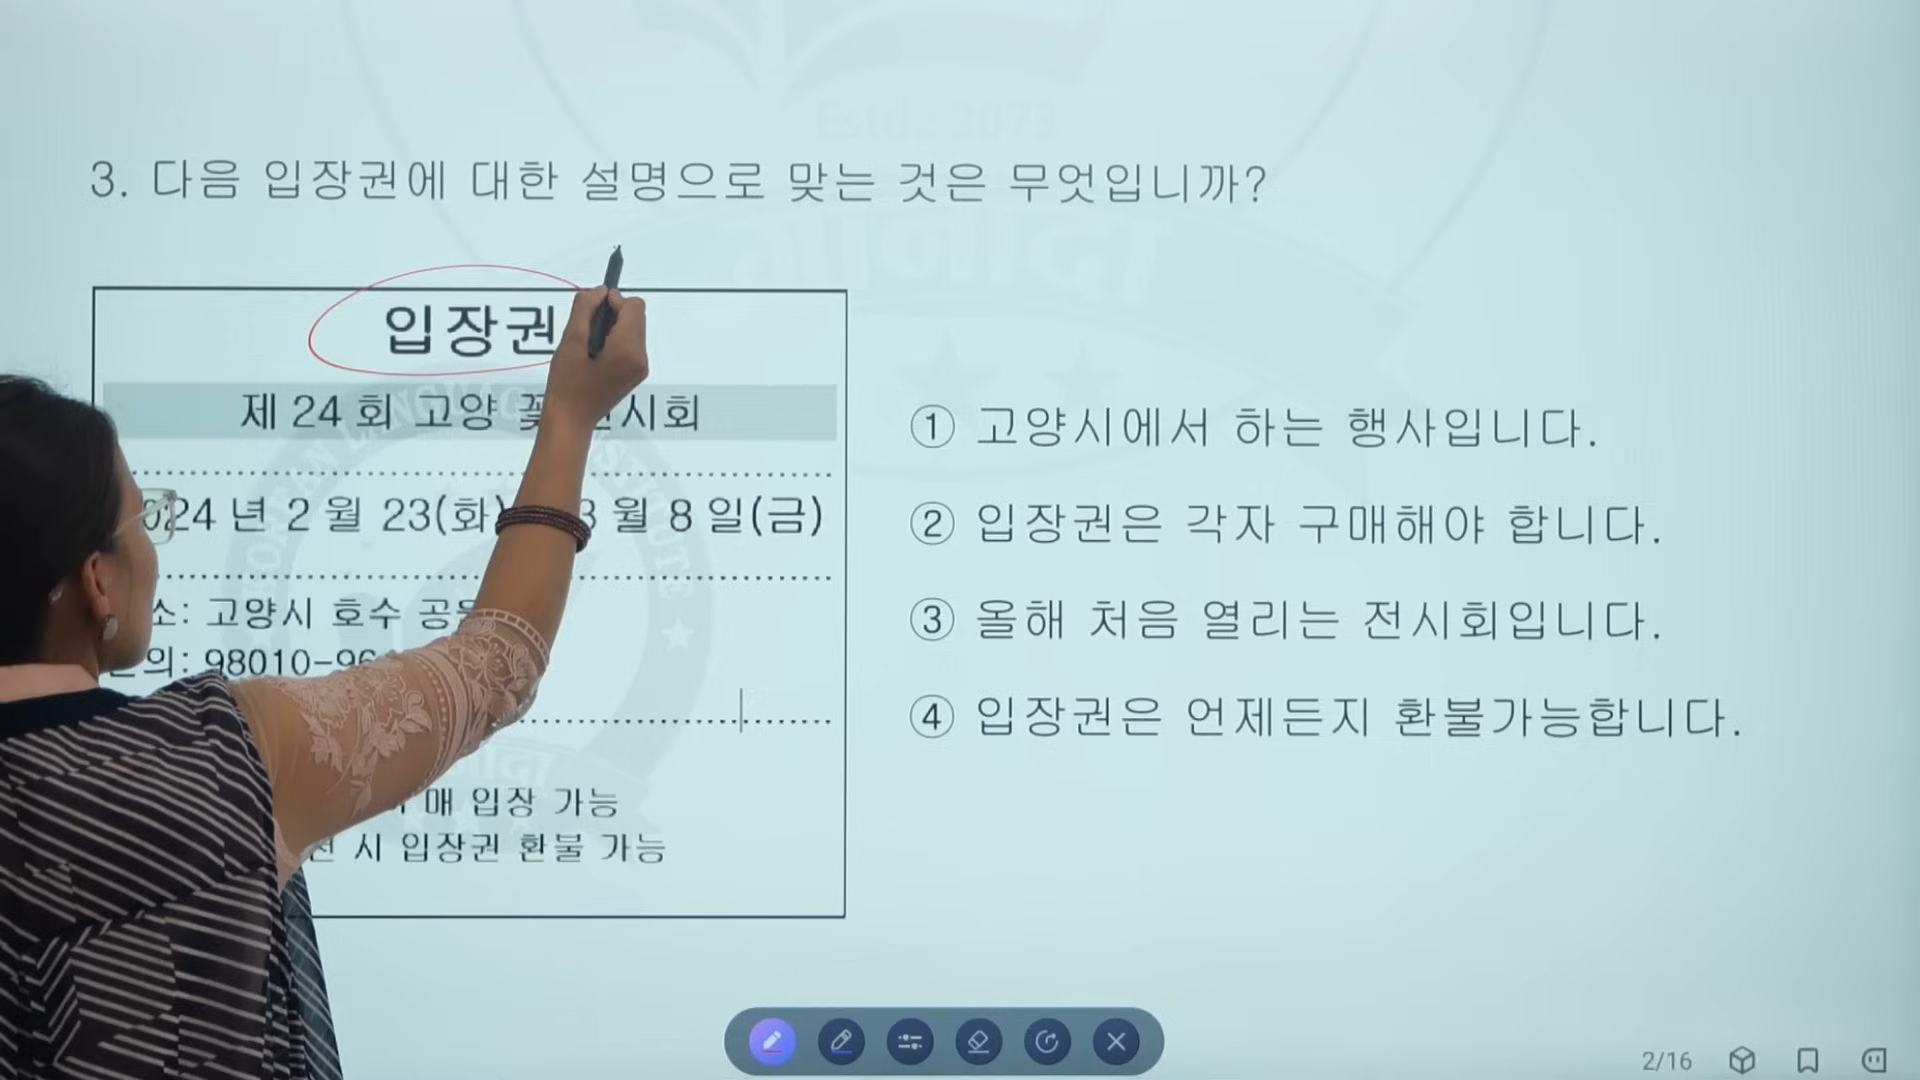 Estd.: 2073
3. 다음 입장권에 대한 설명으로 맞는 것은 무엇입니까?
입장권
제 24 회 고양 시회
24 년 2 월 23(화) 월 8 일(금)
소: 고양시 호수
의: 98010-96
매 입장 가능
전 시 입장권 환불 가능
① 고양시에서 하는 행사입니다.
② 입장권은 각자 구매해야 합니다.
③ 올해 처음 열리는 전시회입니다.
④ 입장권은 언제든지 환불가능합니다.
2/16